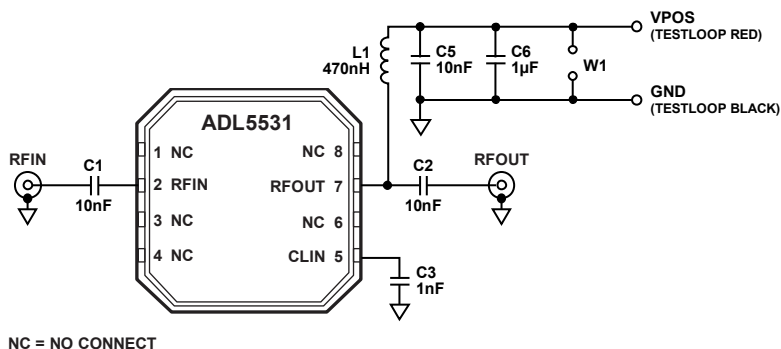 VPOS
(TESTLOOP RED)
L1
470nH
C5
10nF
C6
1µF
W1
GND
(TESTLOOP BLACK)
ADL5531
RFIN
C1
10nF
1 NC
2 RFIN
3 NC
4 NC
NC 8
RFOUT 7
NC 6
CLIN 5
C2
10nF
RFOUT
C3
1nF
NC = NO CONNECT